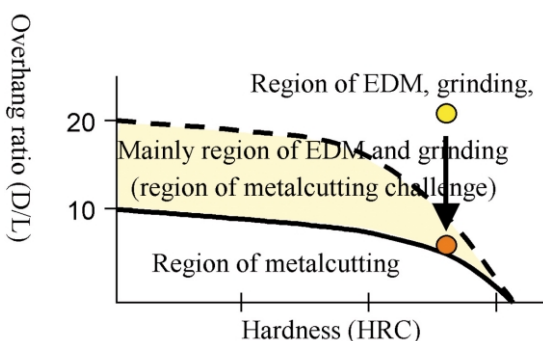 Overhang ratio (D/L)
Region of EDM, grinding,
20
Mainly region of EDM and grinding
(region of metalcutting challenge)
10
Region of metalcutting
Hardness (HRC)